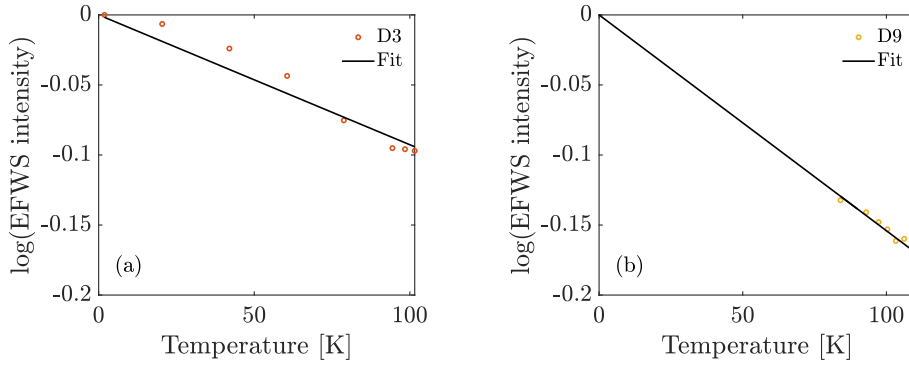 0
-0.05
-0.1
-0.15
-0.2
log(EFWS intensity)
D3
Fit
(a)
0
50
100
Temperature [K]
0
-0.05
-0.1
-0.15
-0.2
log(EFWS intensity)
D9
Fit
(b)
0
50
100
Temperature [K]